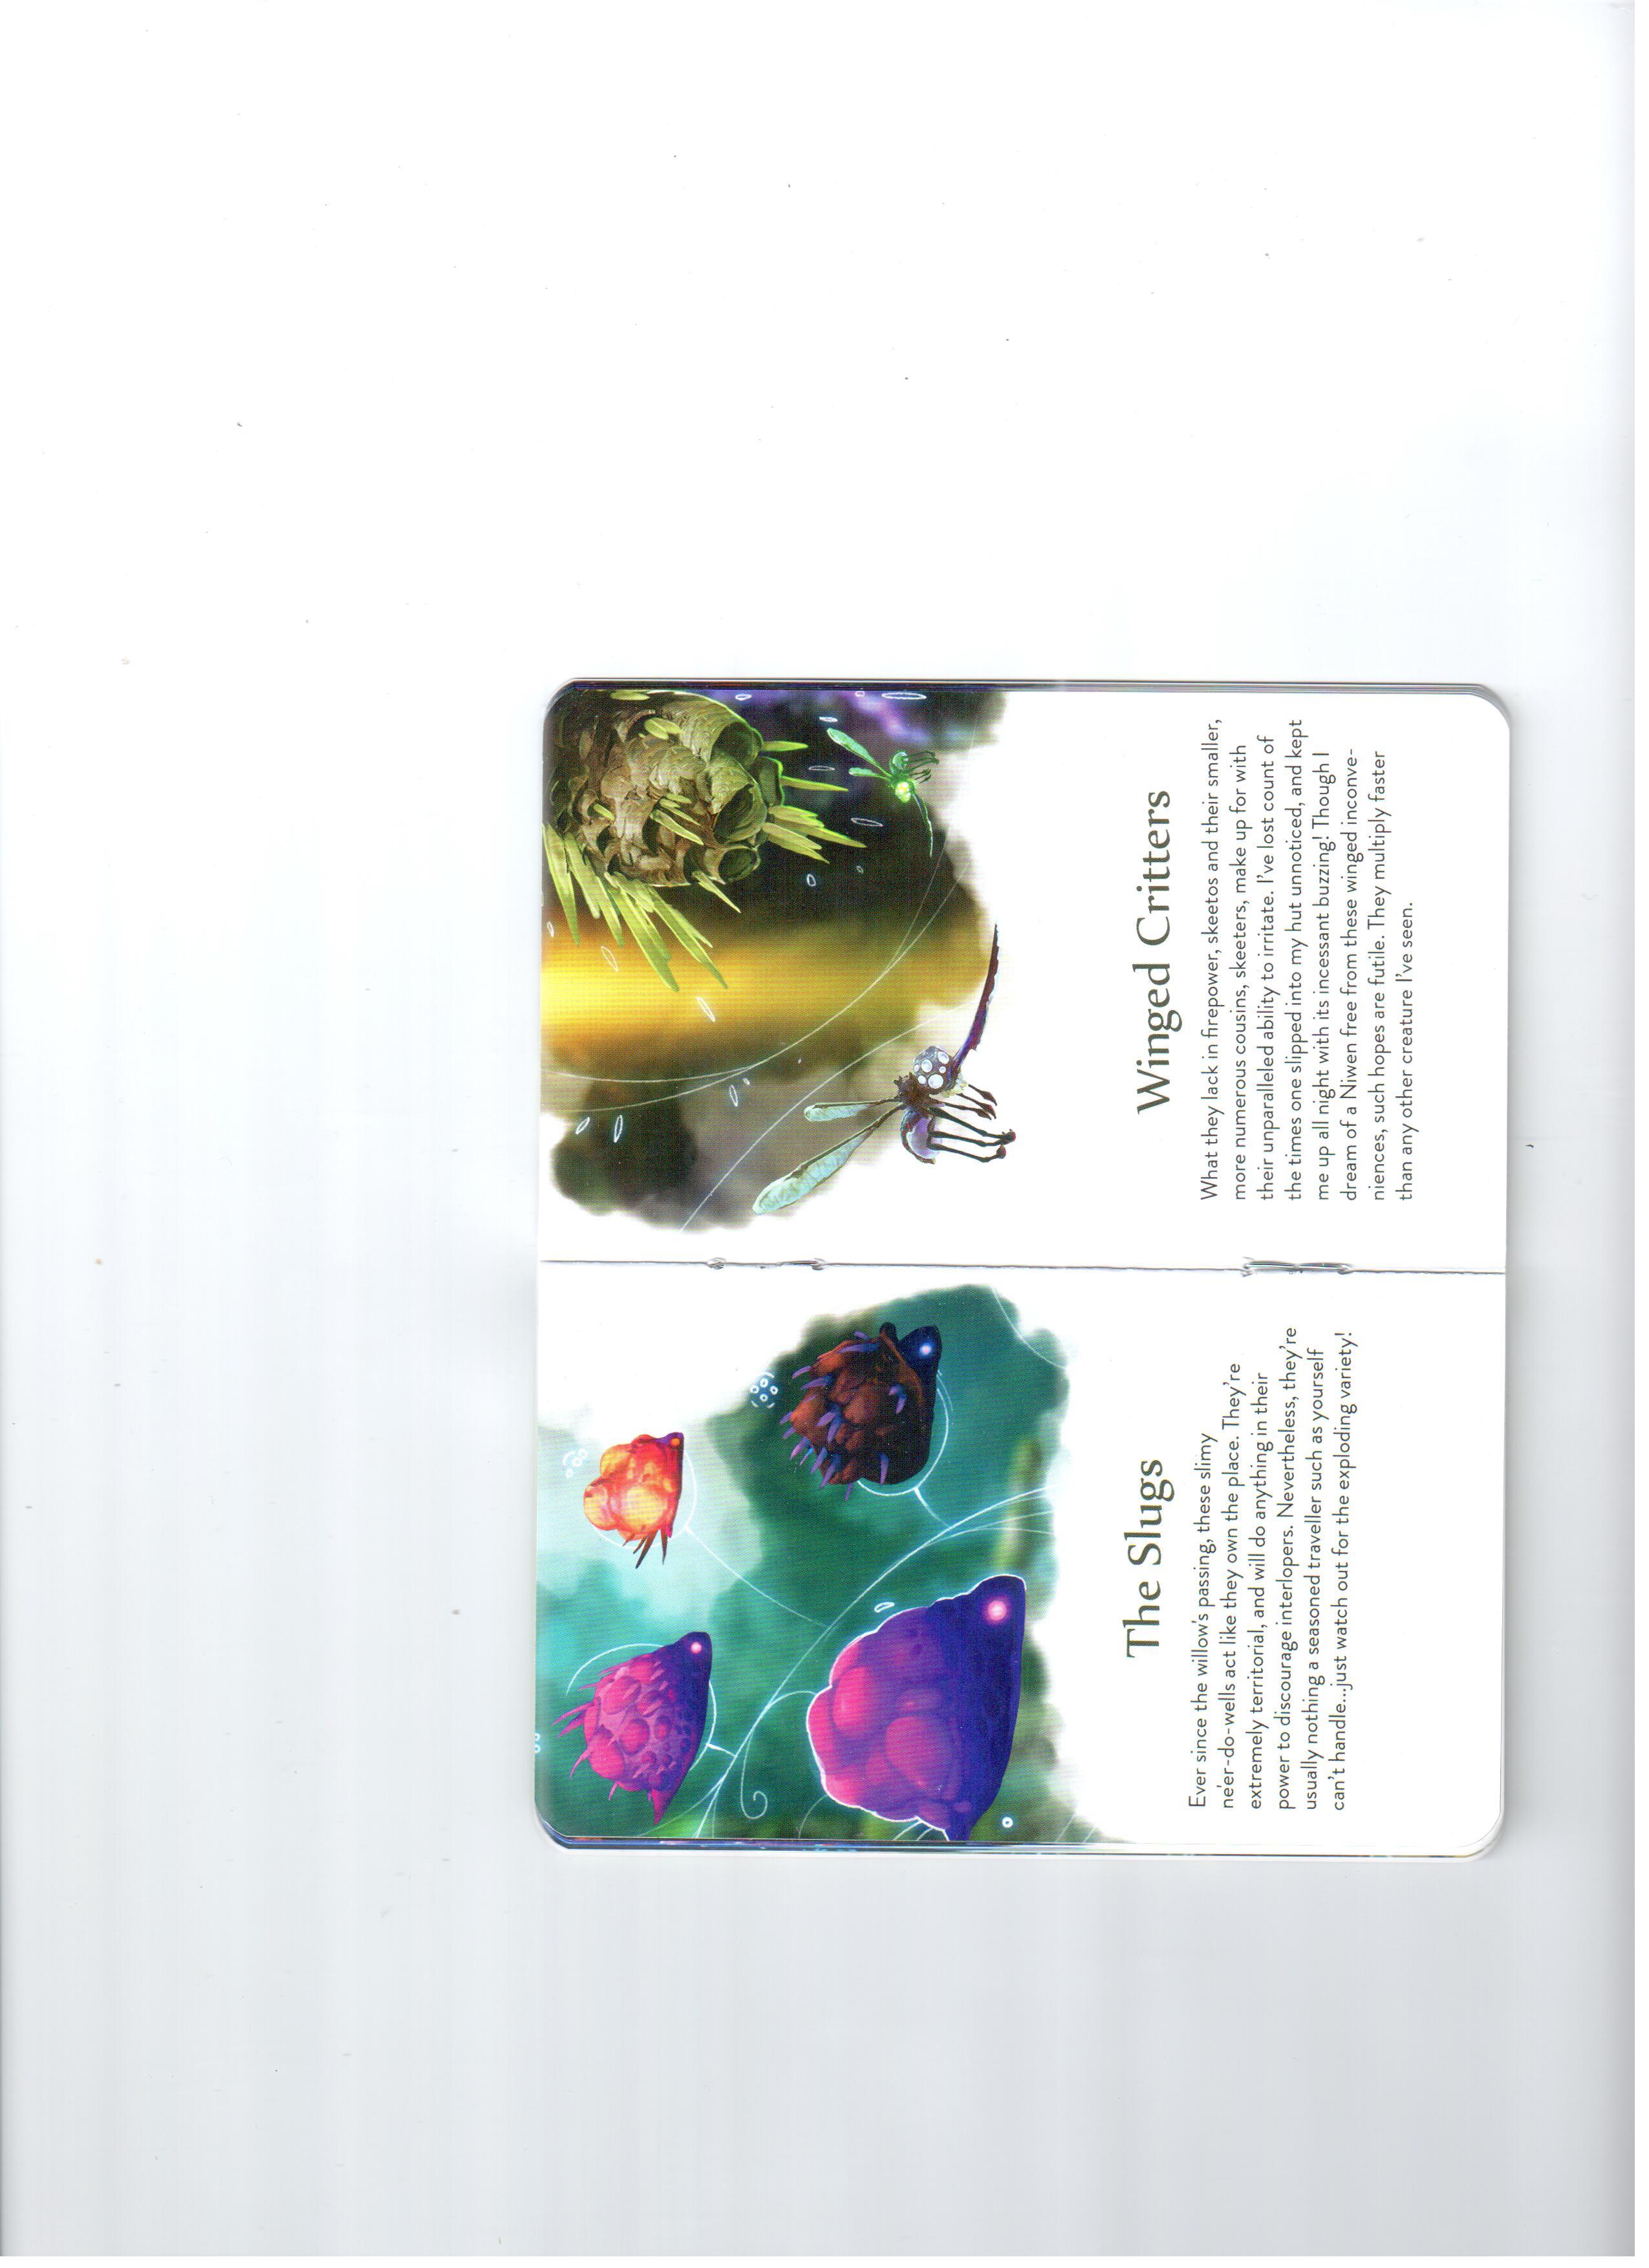 The Slugs
Ever since the willow's passing, these slimy
ne'er-do-wells act like they own the place. They're
extremely territorial, and will do anything in their
power to discourage interlopers. Nevertheless, they're
usually nothing a seasoned traveller such as yourself
can't handle...just watch out for the exploding variety!
Winged Critters
What they lack in firepower, skeetos and their smaller,
more numerous cousins, skeeters, make up for with
their unparalleled ability to irritate. I've lost count of
the times one slipped into my hut unnoticed, and kept
me up all night with its incessant buzzing! Though I
dream of a Niwen free from these winged inconve-
niences, such hopes are futile. They multiply faster
than any other creature I've seen.